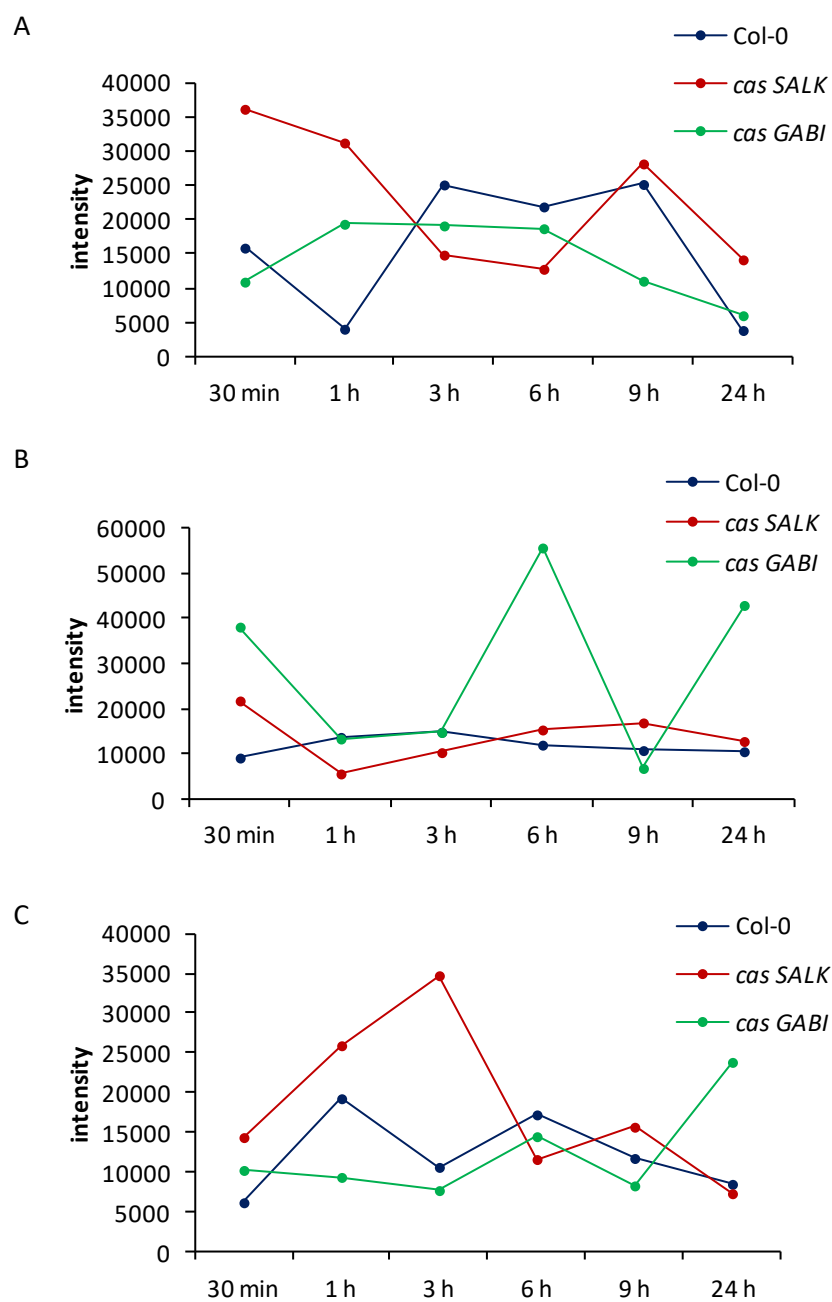 A
Col-0
cas SALK
cas GABI
40000
35000
30000
25000
20000
15000
10000
5000
0
intensity
30 min 1 h 3 h 6 h 9 h 24 h
B
Col-0
cas SALK
cas GABI
60000
50000
40000
30000
20000
10000
0
intensity
30 min 1 h 3 h 6 h 9 h 24 h
C
Col-0
cas SALK
cas GABI
40000
35000
30000
25000
20000
15000
10000
5000
0
intensity
30 min 1 h 3 h 6 h 9 h 24 h